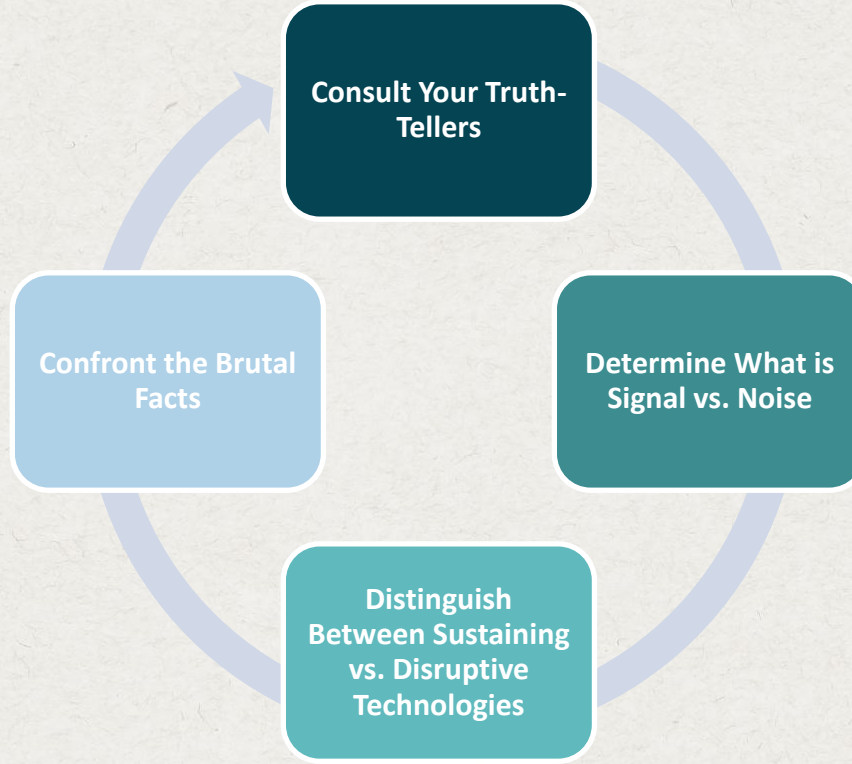 Consult Your Truth-
Tellers
Determine What is
Signal vs. Noise
Distinguish
Between Sustaining
vs. Disruptive
Technologies
Confront the Brutal
Facts